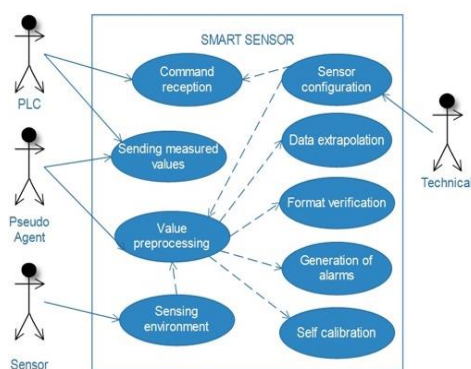 SMART SENSOR
Command
reception
Sensor
configuration
PLC
Data extrapolation
Sending measured
values
Technical
Pseudo
Agent
Format verification
Value
preprocessing
Generation of
alarms
Sensing
environment
Self calibration
Sensor